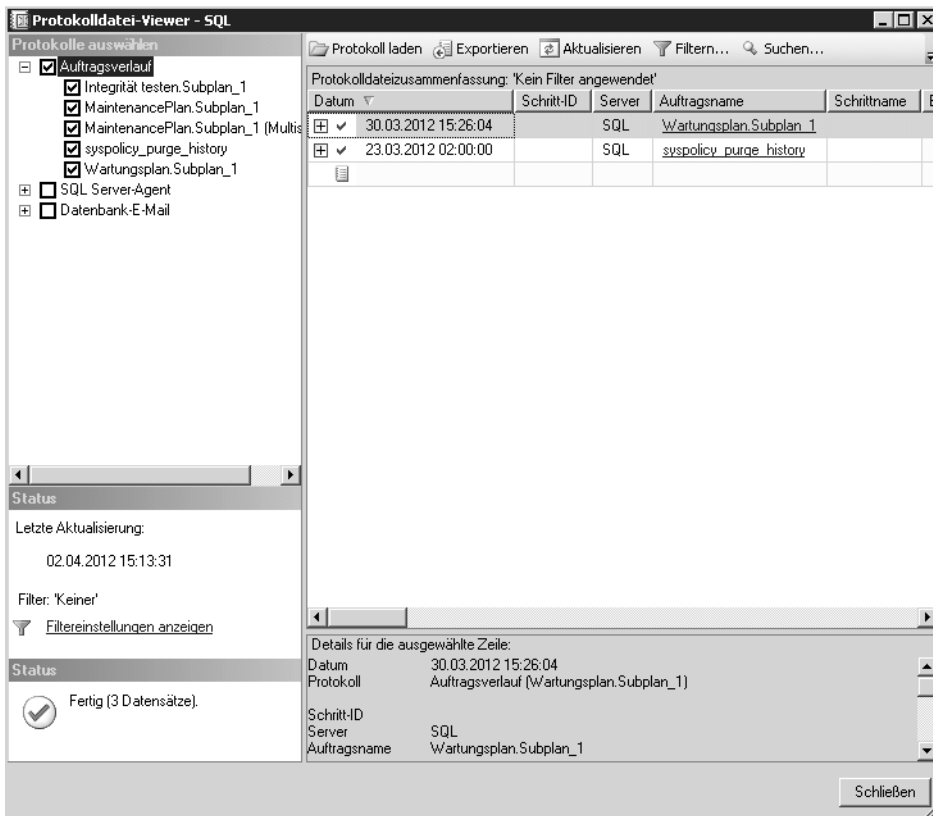 Protokolldatei-Viewer - SQL
Protokolle auswählen
Auftragsverlauf
Integrität testen.Subplan_1
MaintenancePlan.Subplan_1
MaintenancePlan.Subplan_1 (Multis
syspolicy_purge_history
Wartungsplan.Subplan_1
SQL Server-Agent
Datenbank-E-Mail
Status
Letzte Aktualisierung:
02.04.2012 15:13:31
Filter: 'Keiner'
Filtereinstellungen anzeigen
Status
Fertig (3 Datensätze).
Protokoll laden Exportieren Aktualisieren Filtern... Suchen...
Protokolldateizusammenfassung: 'Kein Filter angewendet'
Datum Schritt-ID Server Auftragsname Schrittname
30.03.2012 15:26:04 SQL Wartungsplan.Subplan_1
23.03.2012 02:00:00 SQL syspolicy_purge_history
Details für die ausgewählte Zeile:
Datum 30.03.2012 15:26:04
Protokoll Auftragsverlauf (Wartungsplan.Subplan_1)
Schritt-ID
Server SQL
Auftragsname Wartungsplan.Subplan_1
Schließen